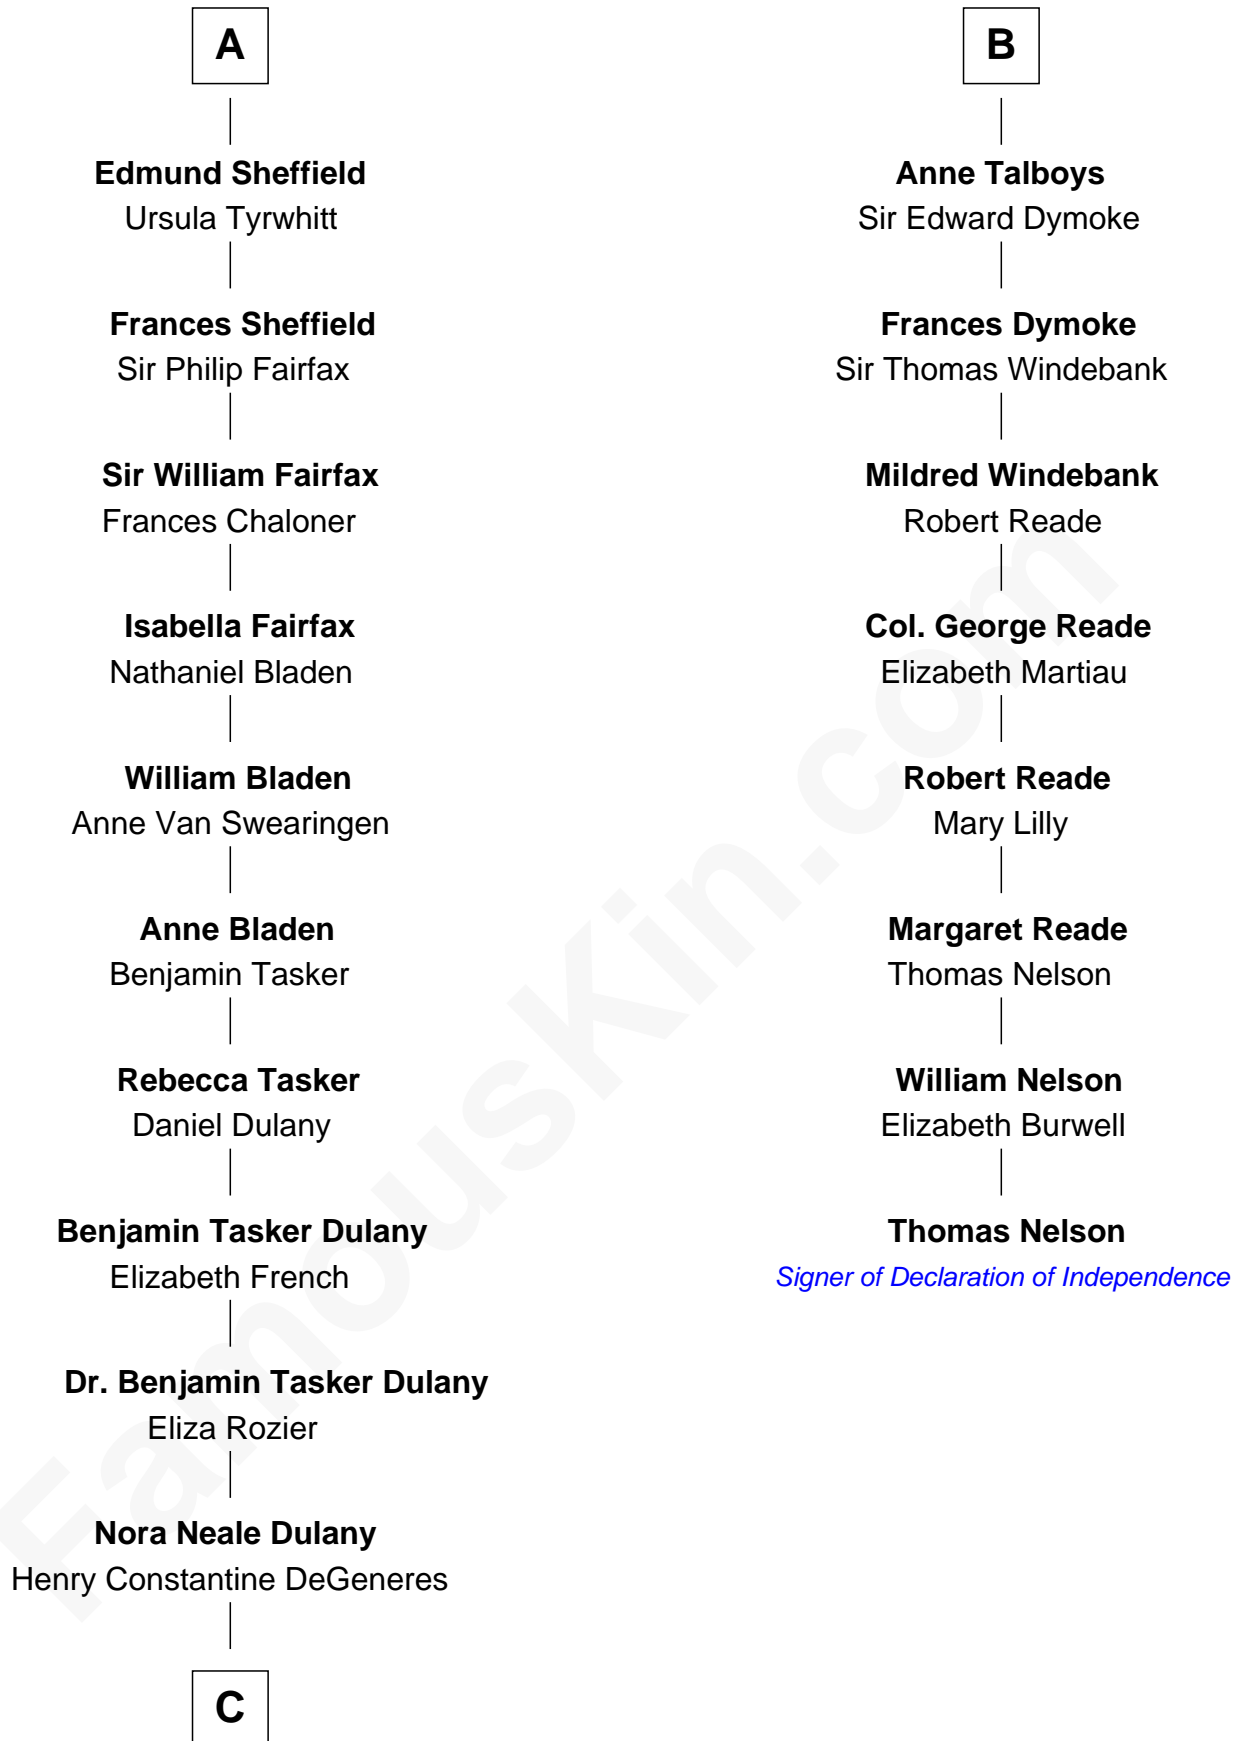 A
Edmund Sheffield
Ursula Tyrwhitt
Frances Sheffield
Sir Philip Fairfax
Sir William Fairfax
Frances Chaloner
Isabella Fairfax
Nathaniel Bladen
William Bladen
Anne Van Swearingen
Anne Bladen
Benjamin Tasker
Rebecca Tasker
Daniel Dulany
Benjamin Tasker Dulany
Elizabeth French
Dr. Benjamin Tasker Dulany
Eliza Rozier
Nora Neale Dulany
Henry Constantine DeGeneres
C
B
Anne Talboys
Sir Edward Dymoke
Frances Dymoke
Sir Thomas Windebank
Mildred Windebank
Robert Reade
Col. George Reade
Elizabeth Martiau
Robert Reade
Mary Lilly
Margaret Reade
Thomas Nelson
William Nelson
Elizabeth Burwell
Thomas Nelson
Signer of Declaration of Independence
FamousKin.com